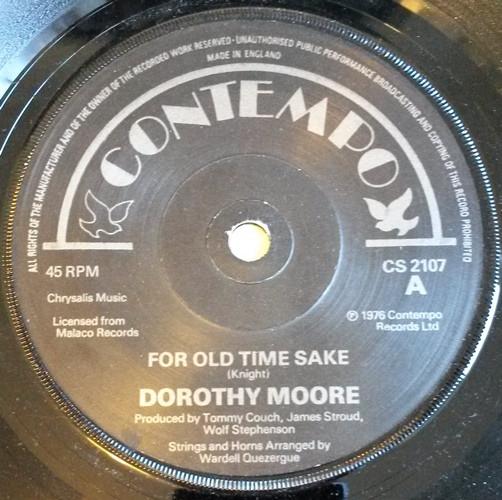 ALL RIGHTS OF THE MANUFACTURER AND OF THE OWNER OF THE RECORDED WORK RESERVED · UNAUTHORISED PUBLIC PERFORMANCE BROADCASTING AND COPYING OF THIS RECORD PROHIBITED
MADE IN ENGLAND
CONTEMPO
45 RPM
CS 2107
A
Chrysalis Music
Licensed from
Malaco Records
℗ 1976 Contempo
Records Ltd
FOR OLD TIME SAKE
(Knight)
DOROTHY MOORE
Produced by Tommy Couch, James Stroud,
Wolf Stephenson
Strings and Horns Arranged by
Wardell Quezergue